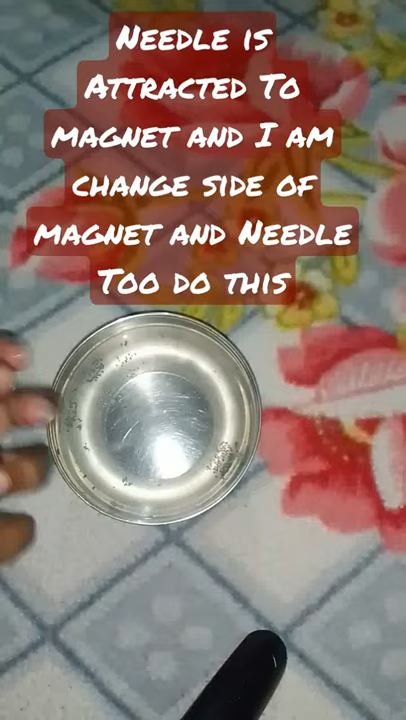 Needle is
Attracted To
magnet and I am
change side of
magnet and Needle
Too do this